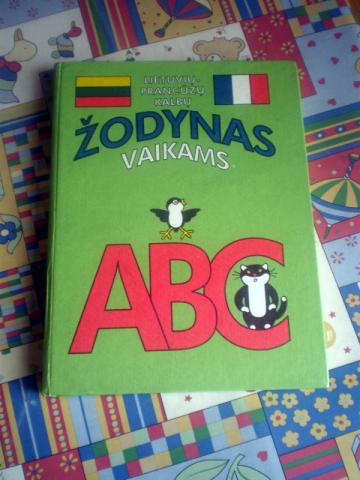 LIETUVIŲ-
PRANCŪZŲ
KALBŲ
ŽODYNAS
VAIKAMS
ABC